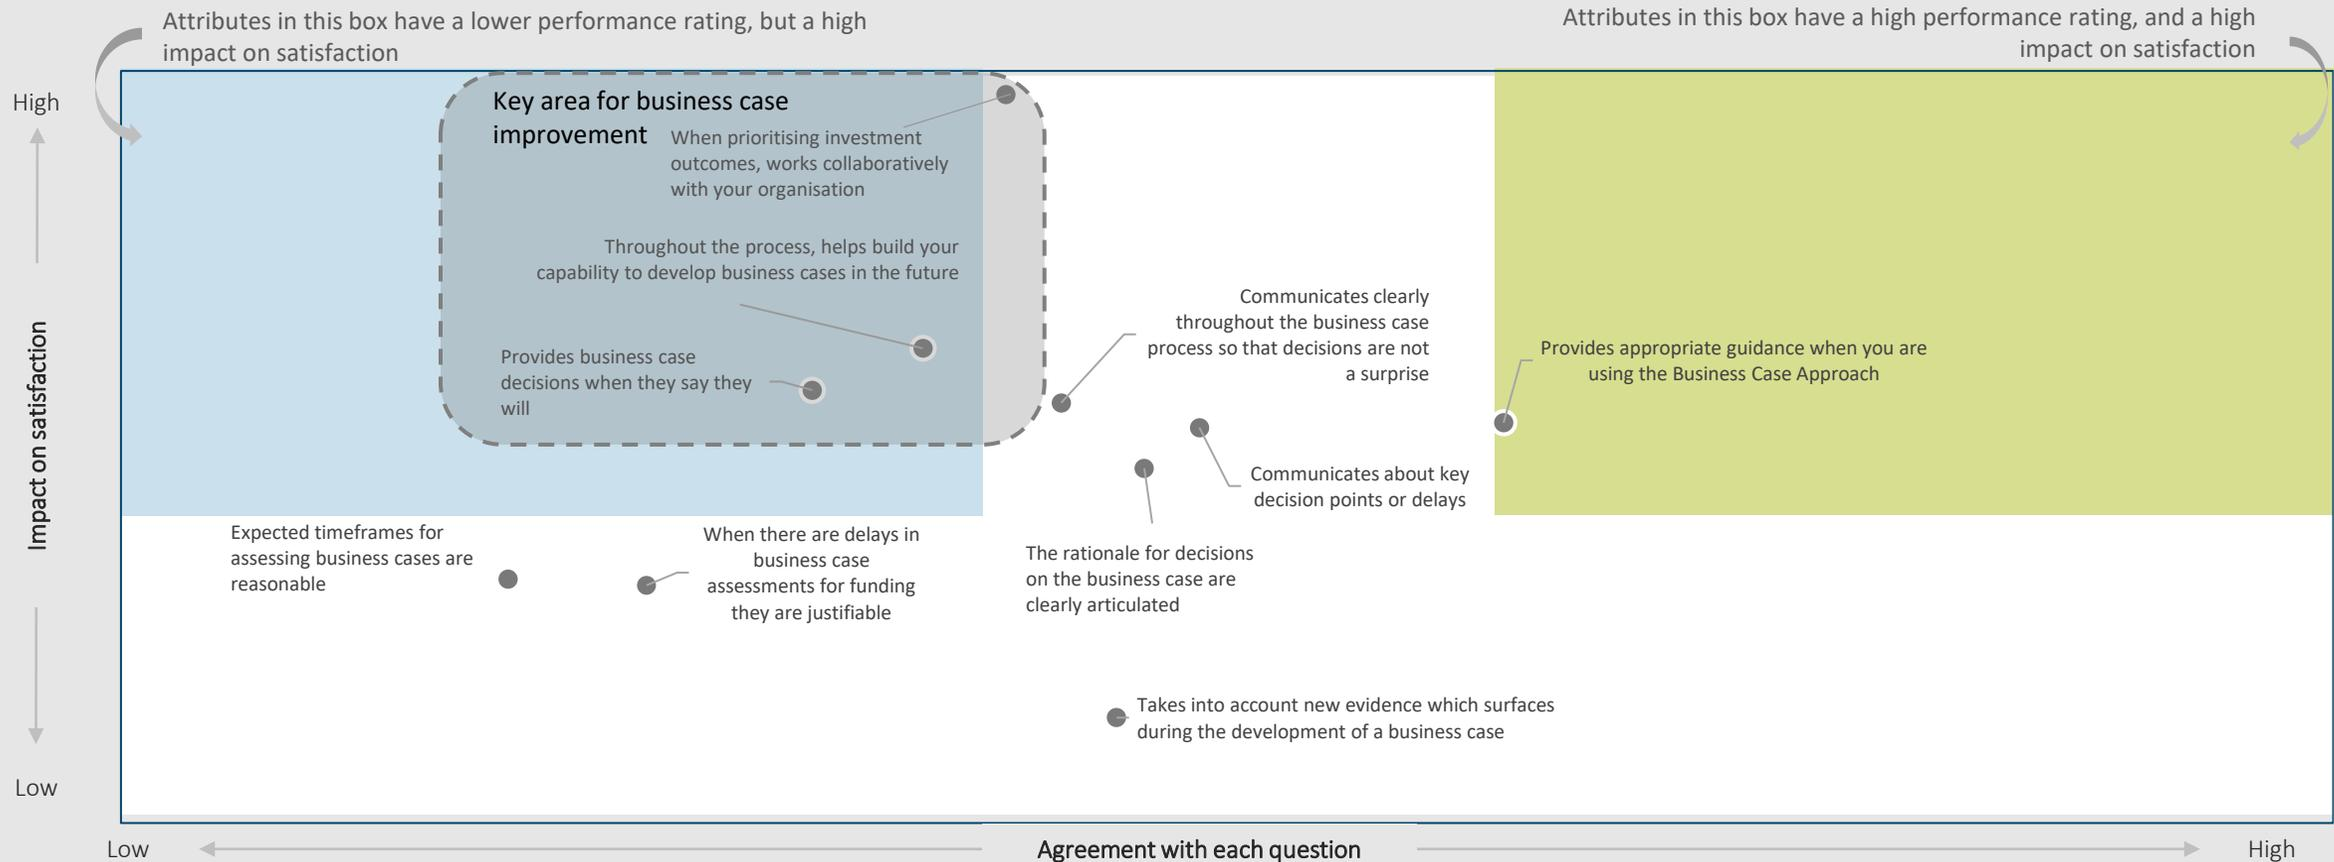 Attributes in this box have a lower performance rating, but a high
impact on satisfaction
Attributes in this box have a high performance rating, and a high
impact on satisfaction
High
Key area for business case
improvement
When prioritising investment
outcomes, works collaboratively
with your organisation
Throughout the process, helps build your
capability to develop business cases in the future
Communicates clearly
throughout the business case
process so that decisions are not
a surprise
Provides business case
decisions when they say they
will
Provides appropriate guidance when you are
using the Business Case Approach
Impact on satisfaction
Communicates about key
decision points or delays
Expected timeframes for
assessing business cases are
reasonable
When there are delays in
business case
assessments for funding
they are justifiable
The rationale for decisions
on the business case are
clearly articulated
Takes into account new evidence which surfaces
during the development of a business case
Low
Low
Agreement with each question
High